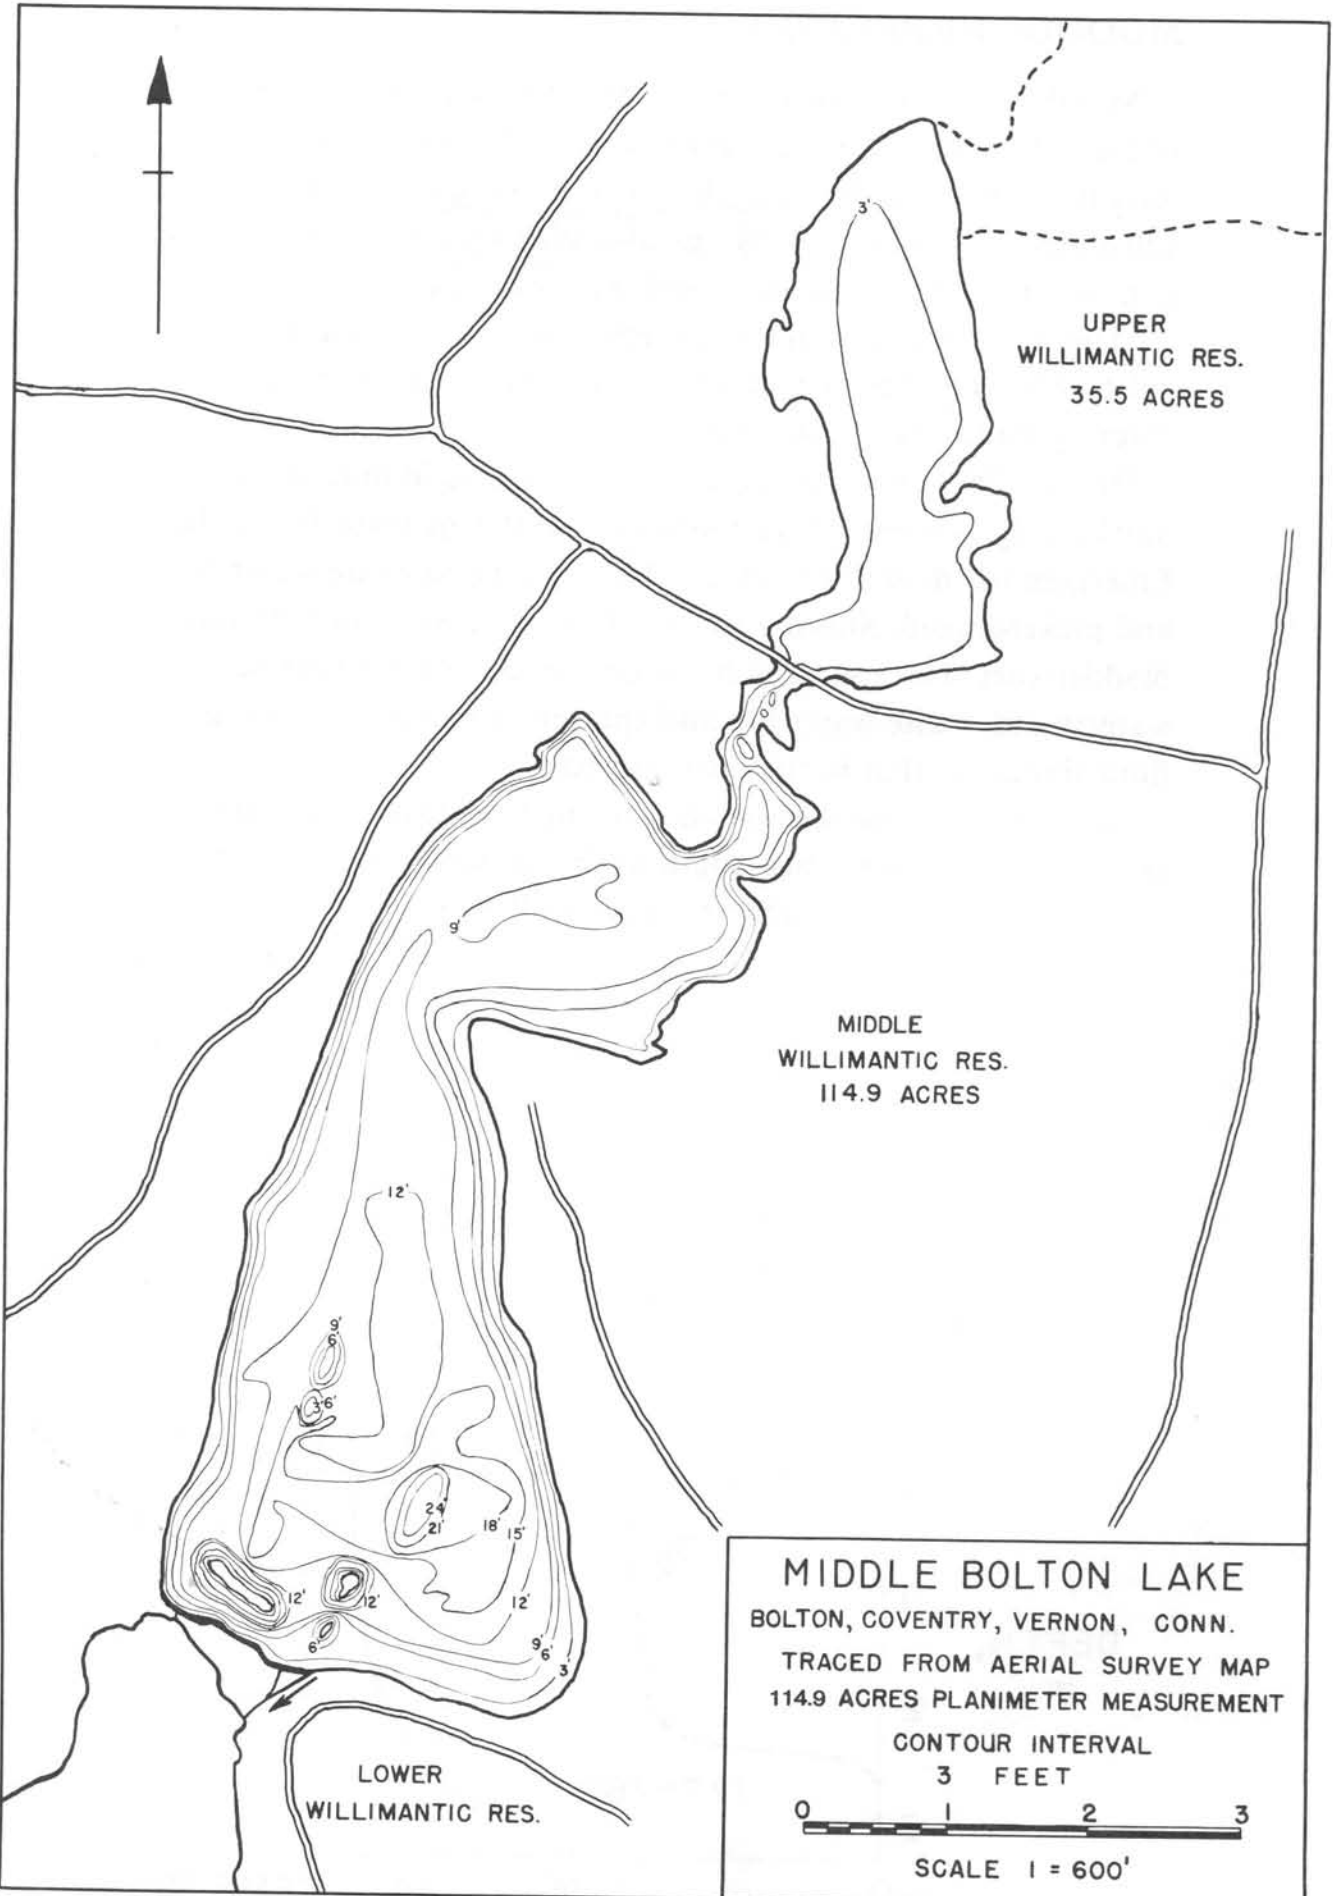 3'
UPPER
WILLIMANTIC RES.
35.5 ACRES
9'
MIDDLE
WILLIMANTIC RES.
114.9 ACRES
12'
9'
6'
3'
6'
24'
21'
18'
15'
12'
12'
12'
6'
9'
6'
3'
LOWER
WILLIMANTIC RES.
MIDDLE BOLTON LAKE
BOLTON, COVENTRY, VERNON, CONN.
TRACED FROM AERIAL SURVEY MAP
114.9 ACRES PLANIMETER MEASUREMENT
CONTOUR INTERVAL
3 FEET
0 1 2 3
SCALE 1 = 600'